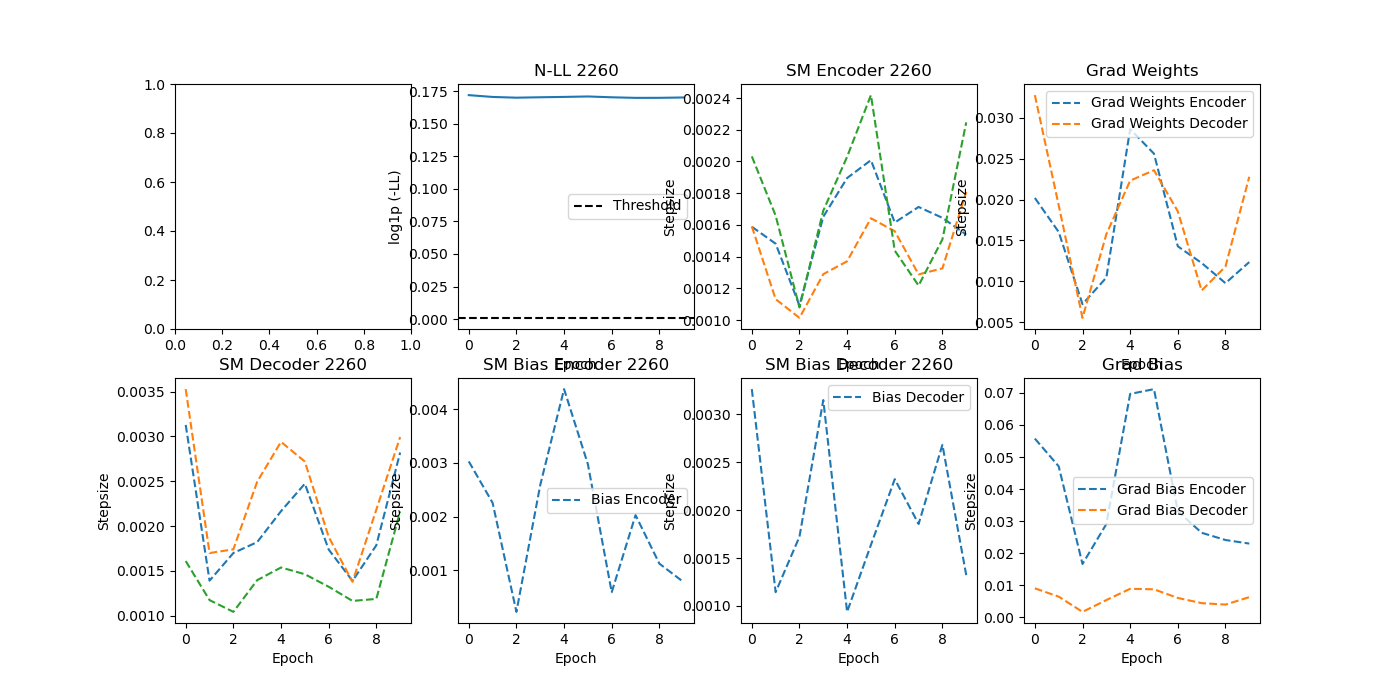 N-LL 2260
SM Encoder 2260
Grad Weights
1.0
0.8
0.6
0.4
0.2
0.0
0.0 0.2 0.4 0.6 0.8 1.0
log1p (-LL)
0.175
0.150
0.125
0.100
0.075
0.050
0.025
0.000
Threshold
0 2 4 6 8
Epoch
Stepsize
0.0024
0.0022
0.0020
0.0018
0.0016
0.0014
0.0012
0.0010
0 2 4 6 8
Epoch
Stepsize
0.030
0.025
0.020
0.015
0.010
0.005
Grad Weights Encoder
Grad Weights Decoder
0 2 4 6 8
Epoch
SM Decoder 2260
SM Bias Encoder 2260
SM Bias Decoder 2260
Grad Bias
Stepsize
0.0035
0.0030
0.0025
0.0020
0.0015
0.0010
0 2 4 6 8
Epoch
Stepsize
0.004
0.003
0.002
0.001
Bias Encoder
0 2 4 6 8
Epoch
Stepsize
0.0030
0.0025
0.0020
0.0015
0.0010
Bias Decoder
0 2 4 6 8
Epoch
Stepsize
0.07
0.06
0.05
0.04
0.03
0.02
0.01
0.00
Grad Bias Encoder
Grad Bias Decoder
0 2 4 6 8
Epoch